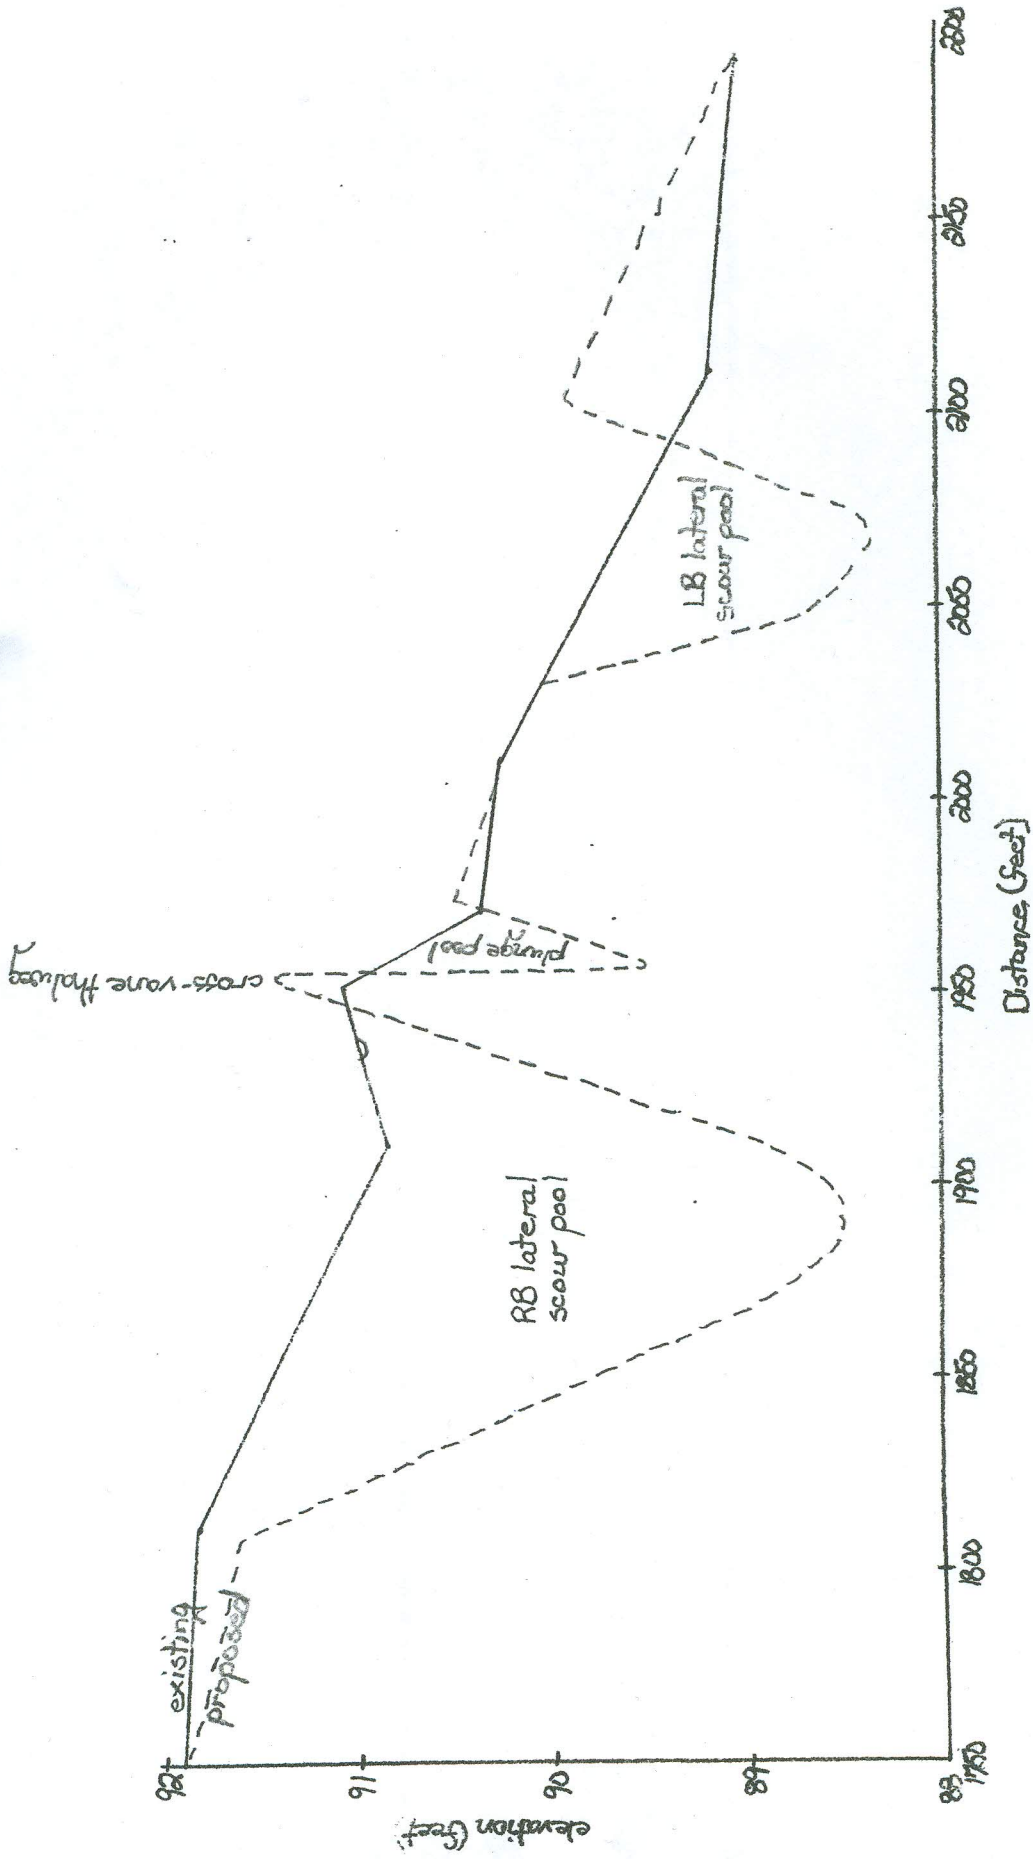 cross-vane thalweg
existing
proposed
plunge pool
RB lateral
scour pool
LB lateral
scour pool
elevation (feet)
92
91
90
89
88
1750
1800
1850
1900
1950
2000
2050
2100
2150
2200
Distance (feet)